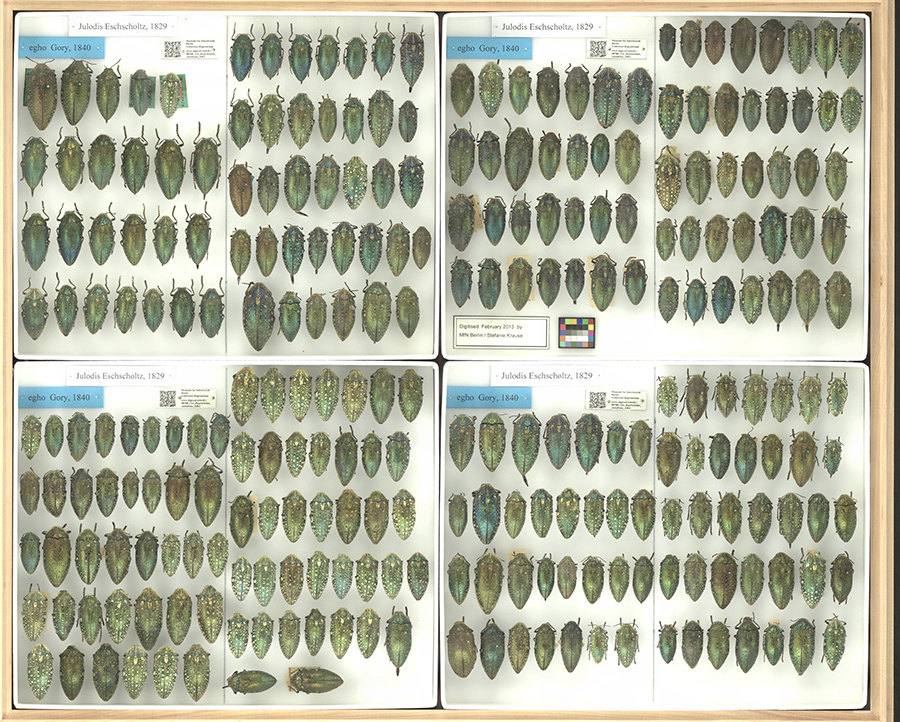 Julodis Eschscholtz, 1829
egho Gory, 1840
Julodis Eschscholtz, 1829
egho Gory, 1840
Digitised February 2013 by
MfN Berlin / Stefanie Krause
Julodis Eschscholtz, 1829
egho Gory, 1840
Julodis Eschscholtz, 1829
egho Gory, 1840